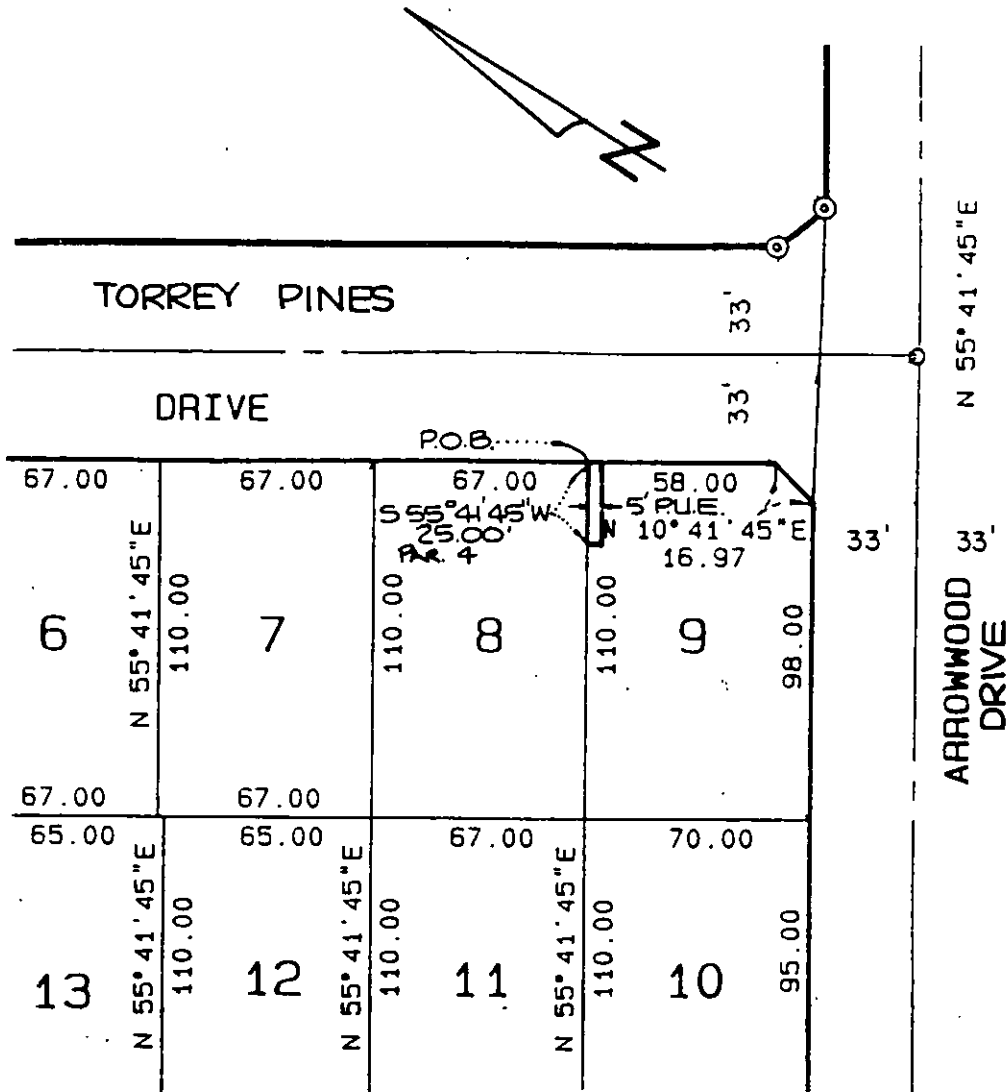 N
TORREY PINES
33'
N 55° 41' 45" E
33'
DRIVE
P.O.B.
67.00
67.00
67.00
58.00
S 55° 41' 45" W
5' P.U.E.
N
10° 41' 45" E
25.00'
PAR. 4
16.97
33'
33'
N 55° 41' 45" E
110.00
110.00
110.00
98.00
6
7
8
9
ARROWWOOD
DRIVE
67.00
67.00
65.00
65.00
67.00
70.00
N 55° 41' 45" E
110.00
N 55° 41' 45" E
110.00
N 55° 41' 45" E
110.00
95.00
13
12
11
10